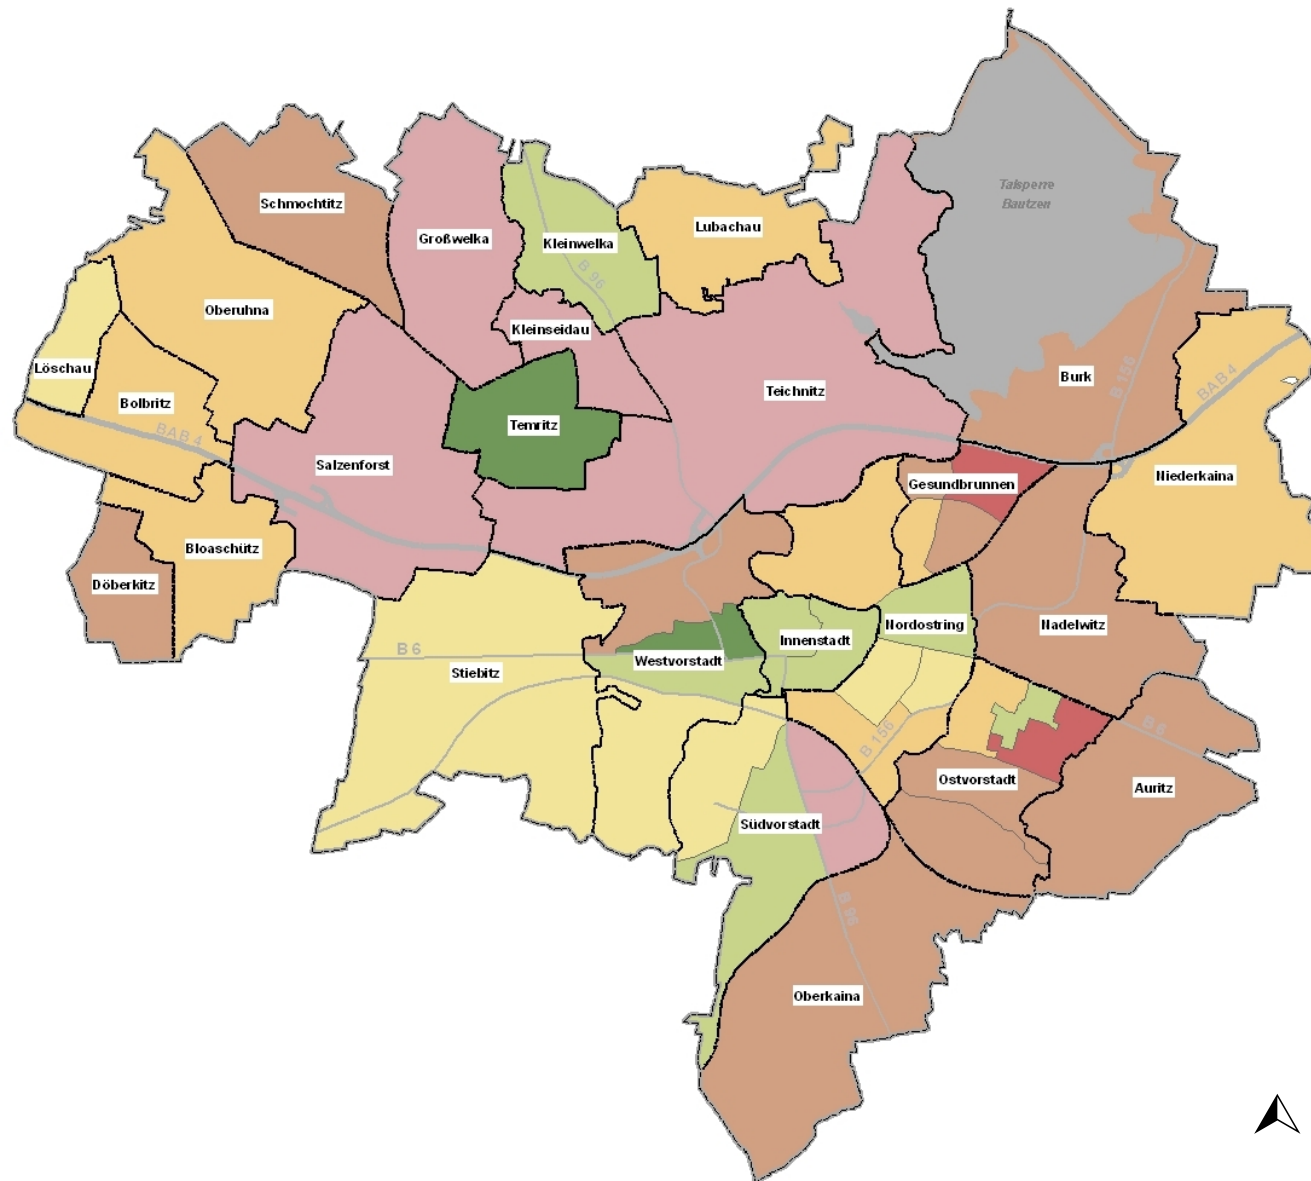 Talsperre
Bautzen
Schmochtitz
Großwelka
Kleinwelka
Lubachau
B 96
Oberuhna
Kleinseidau
Löschau
Bolbritz
Teichnitz
Burk
B 156
BAB 4
BAB 4
Temritz
Salzenforst
Gesundbrunnen
Niederkaina
Bloaschütz
Döberkitz
Nordostring
Nadelwitz
Innenstadt
B 6
Westvorstadt
Stiebitz
B 156
B 6
Ostvorstadt
Auritz
Südvorstadt
B 96
Oberkaina